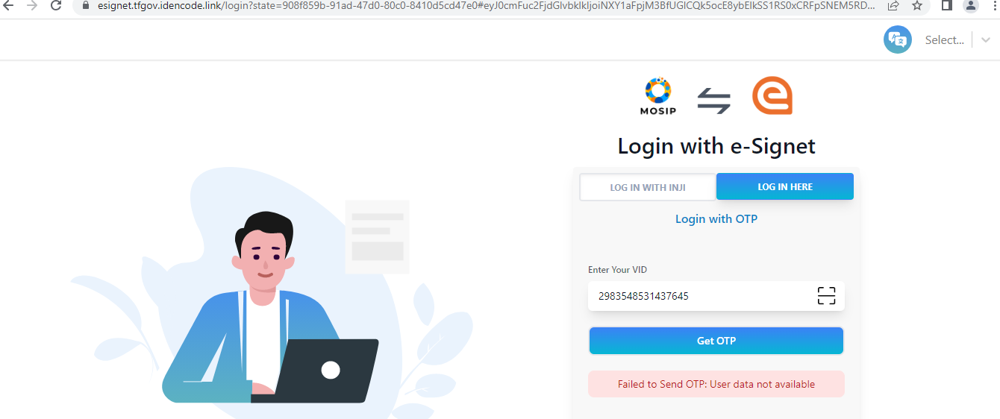 esignet.tfgov.idencode.link/login?state=908f859b-91ad-47d0-80c0-8410d5cd47e0#eyJ0cmFuc2FjdGlvbklkIjoiNXY1aFpjM3BfUGlCQk5ocE8ybElkSS1RS0xCRFpSNEM5RD...
Select...
MOSIP
Login with e-Signet
LOG IN WITH INJI
LOG IN HERE
Login with OTP
Enter Your VID
2983548531437645
Get OTP
Failed to Send OTP: User data not available